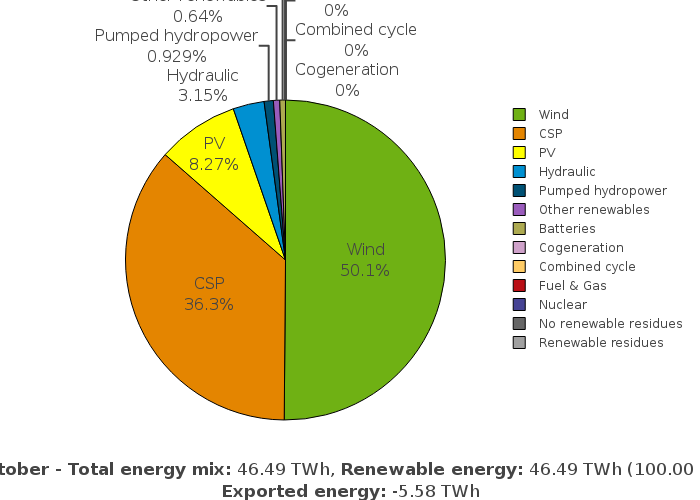 0.64%
0%
Pumped hydropower
0.929%
Combined cycle
0%
Hydraulic
3.15%
Cogeneration
0%
PV
8.27%
Wind
50.1%
CSP
36.3%
Wind
CSP
PV
Hydraulic
Pumped hydropower
Other renewables
Batteries
Cogeneration
Combined cycle
Fuel & Gas
Nuclear
No renewable residues
Renewable residues
tober - Total energy mix: 46.49 TWh, Renewable energy: 46.49 TWh (100.00
Exported energy: -5.58 TWh